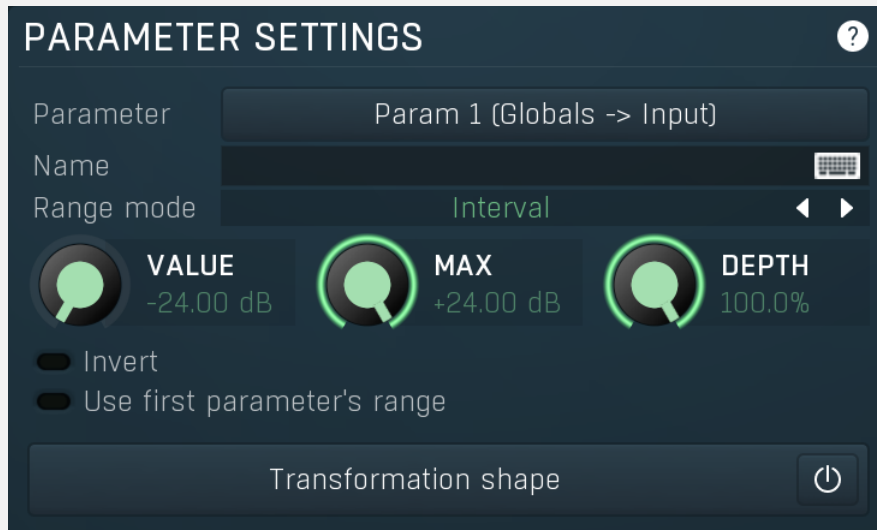 PARAMETER SETTINGS ?
Parameter Param 1 (Globals -> Input)
Name
Range mode Interval
VALUE MAX DEPTH
-24.00 dB +24.00 dB 100.0%
Invert
Use first parameter's range
Transformation shape